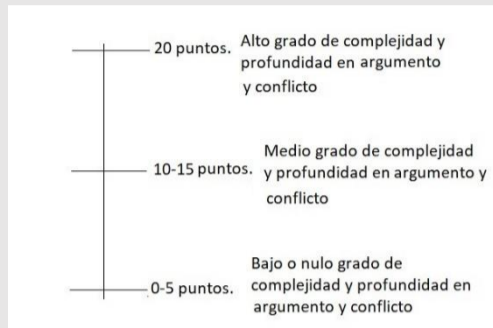 20 puntos. Alto grado de complejidad y
profundidad en argumento
y conflicto
Medio grado de complejidad
10-15 puntos. y profundidad en argumento y
conflicto
Bajo o nulo grado de
0-5 puntos. complejidad y profundidad en
argumento y conflicto